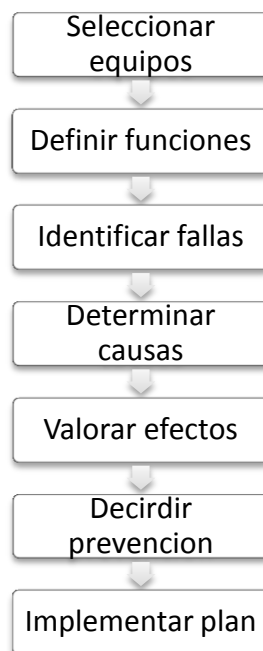 Seleccionar
equipos
Definir funciones
Identificar fallas
Determinar
causas
Valorar efectos
Decirdir
prevencion
Implementar plan